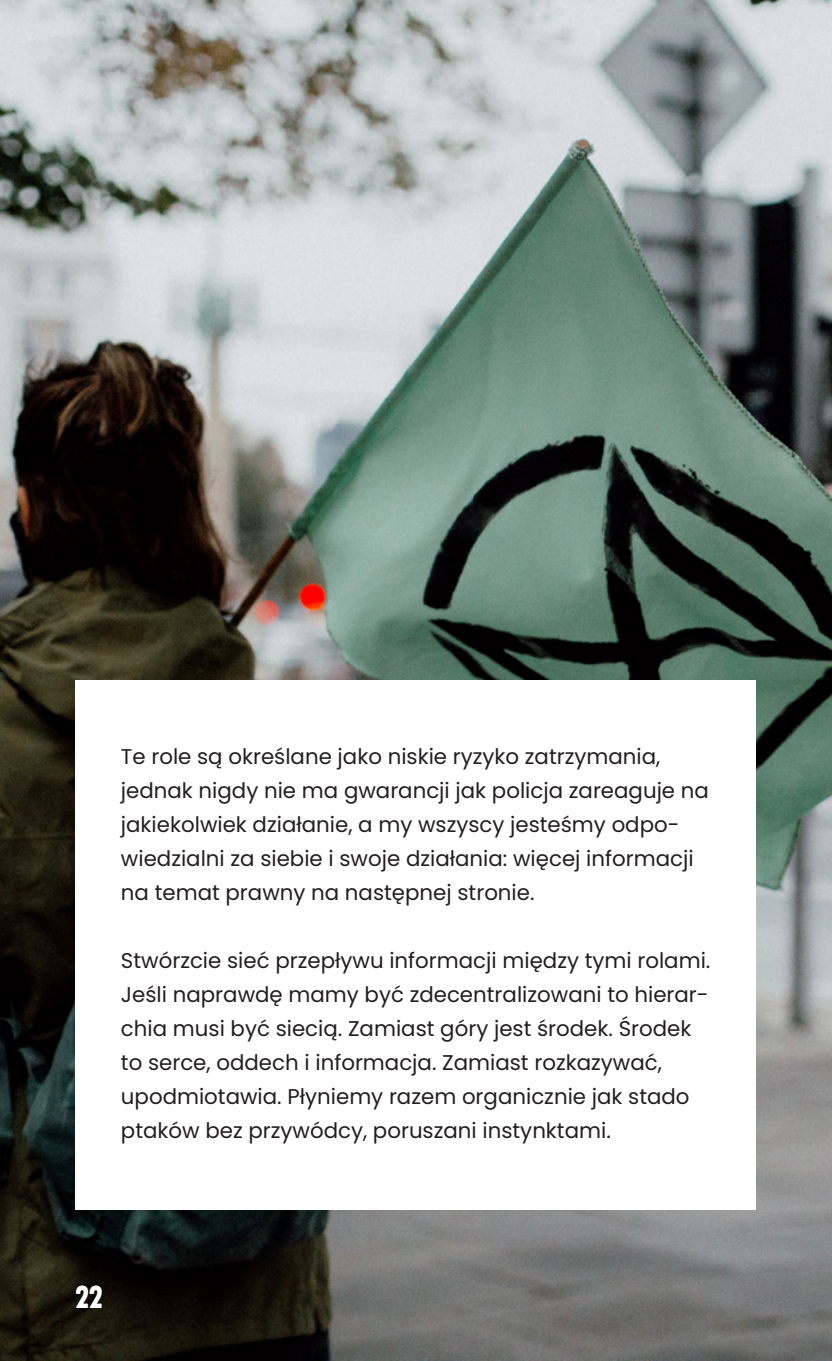 Te role są określane jako niskie ryzyko zatrzymania,
jednak nigdy nie ma gwarancji jak policja zareaguje na
jakiekolwiek działanie, a my wszyscy jesteśmy odpo-
wiedzialni za siebie i swoje działania: więcej informacji
na temat prawny na następnej stronie.
Stwórzcie sieć przepływu informacji między tymi rolami.
Jeśli naprawdę mamy być zdecentralizowani to hierar-
chia musi być siecią. Zamiast góry jest środek. Środek
to serce, oddech i informacja. Zamiast rozkazywać,
upodmiotawia. Płyniemy razem organicznie jak stado
ptaków bez przywódcy, poruszani instynktami.
22